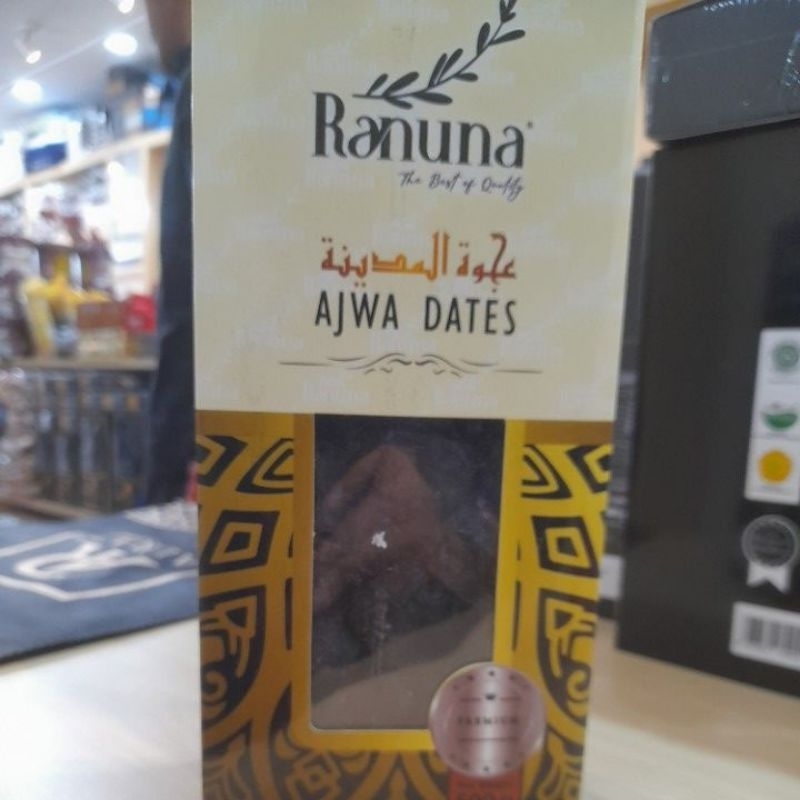 Ranuna
The Best of Quality
عجوة المدينة
AJWA DATES
PREMIUM